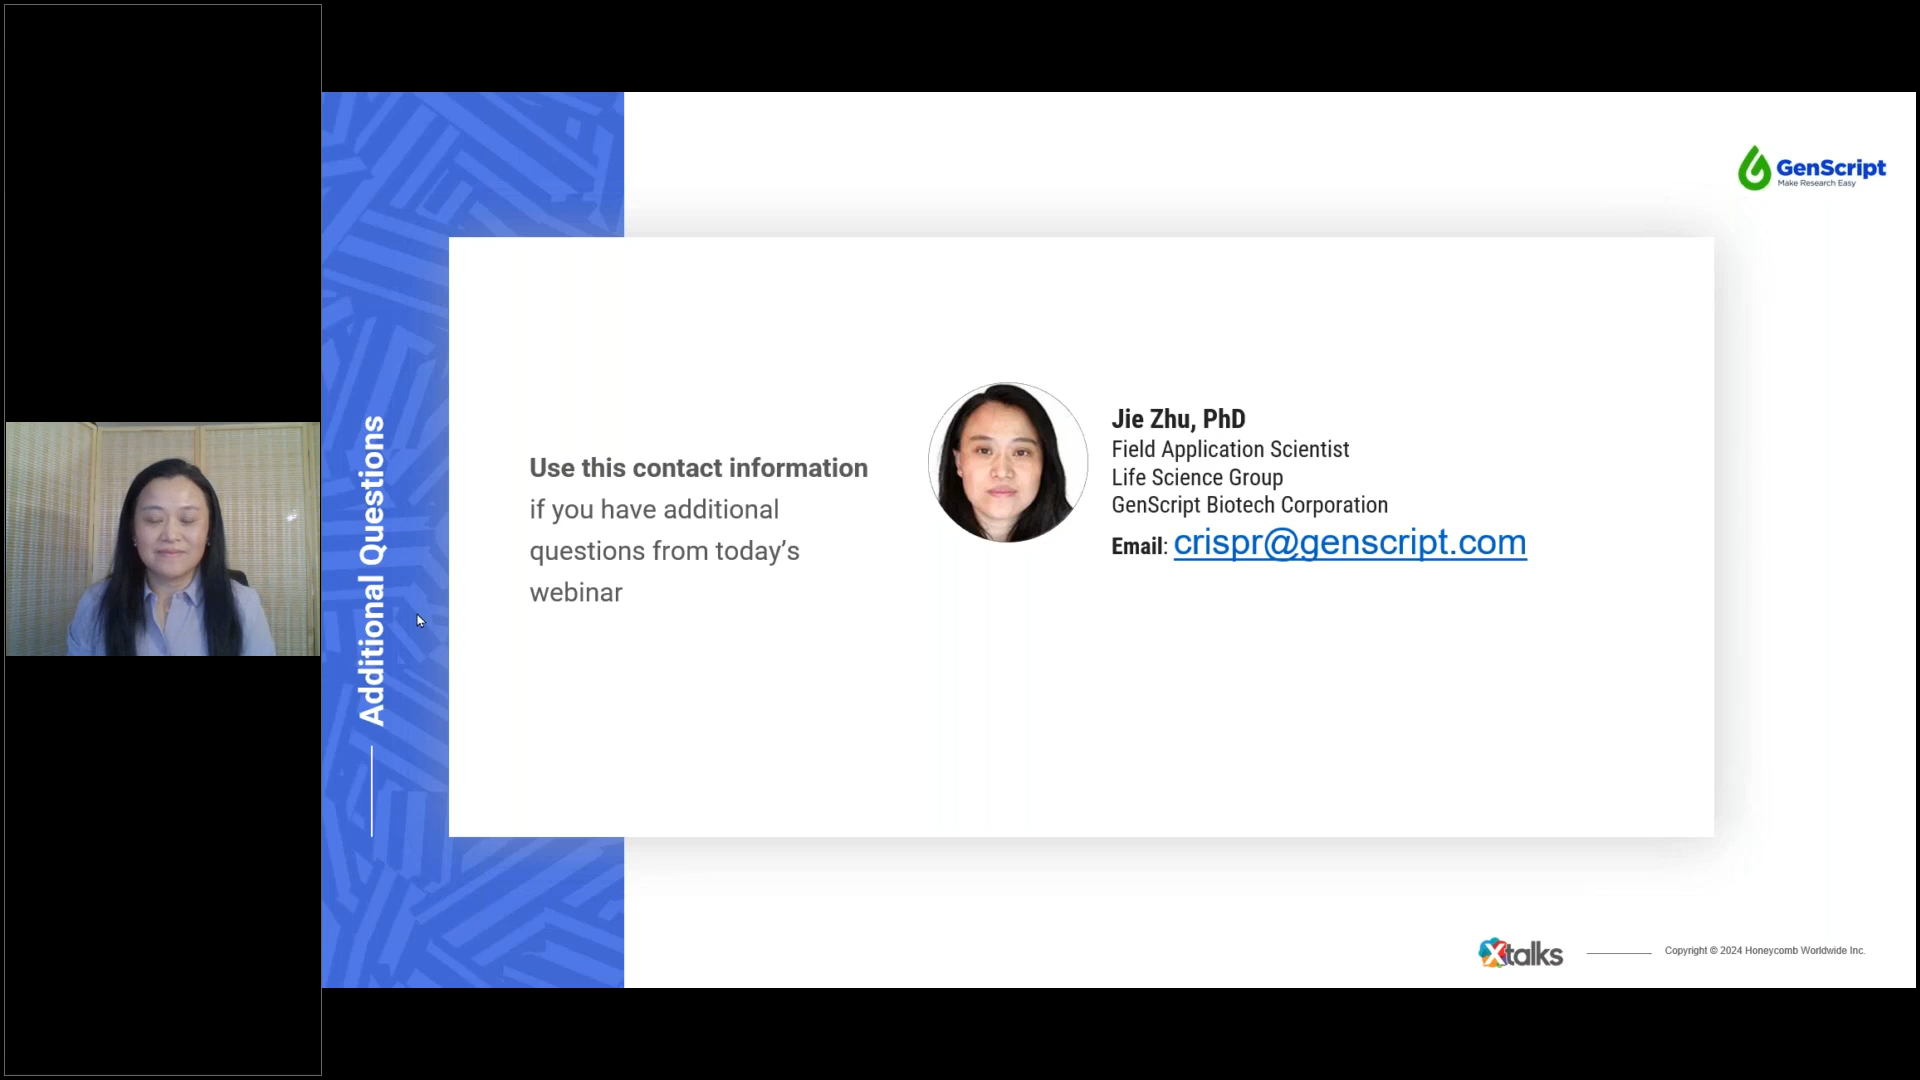 GenScript
Make Research Easy
Additional Questions
Use this contact information
if you have additional
questions from today’s
webinar
Jie Zhu, PhD
Field Application Scientist
Life Science Group
GenScript Biotech Corporation
Email: crispr@genscript.com
Xtalks
Copyright © 2024 Honeycomb Worldwide Inc.